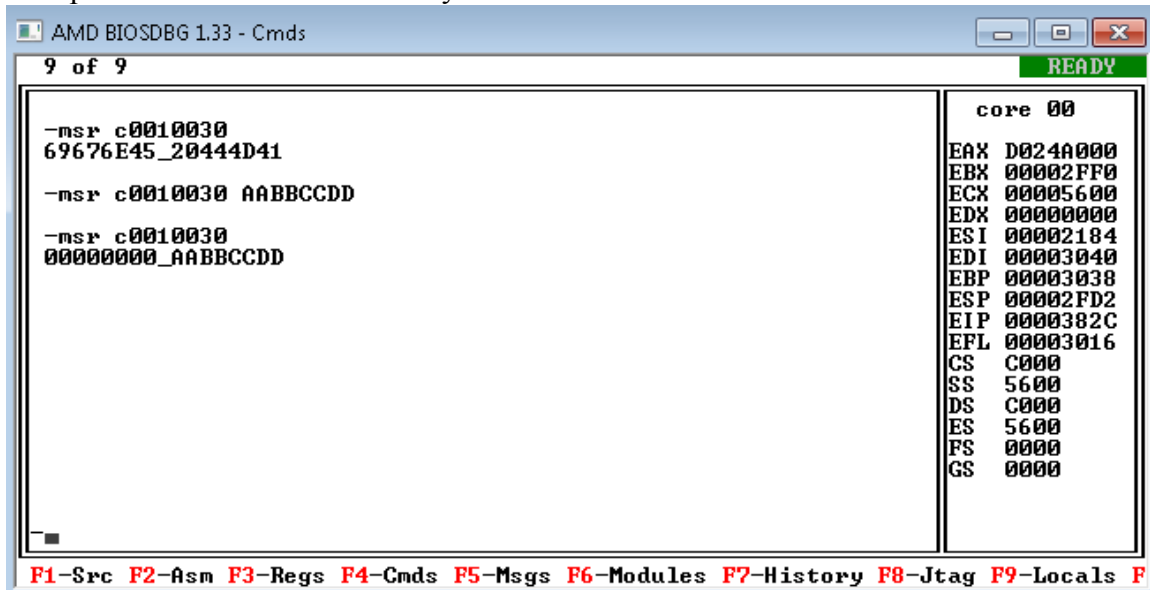 AMD BIOSDBG 1.33 - Cmds
9 of 9
READY
-msr c0010030
69676E45_20444D41
-msr c0010030 AABBCCDD
-msr c0010030
00000000_AABBCCDD
-
core 00
EAX D024A000
EBX 00002FF0
ECX 00005600
EDX 00000000
ESI 00002184
EDI 00003040
EBP 00003038
ESP 00002FD2
EIP 0000382C
EFL 00003016
CS C000
SS 5600
DS C000
ES 5600
FS 0000
GS 0000
F1-Src F2-Asm F3-Regs F4-Cmds F5-Msgs F6-Modules F7-History F8-Jtag F9-Locals F